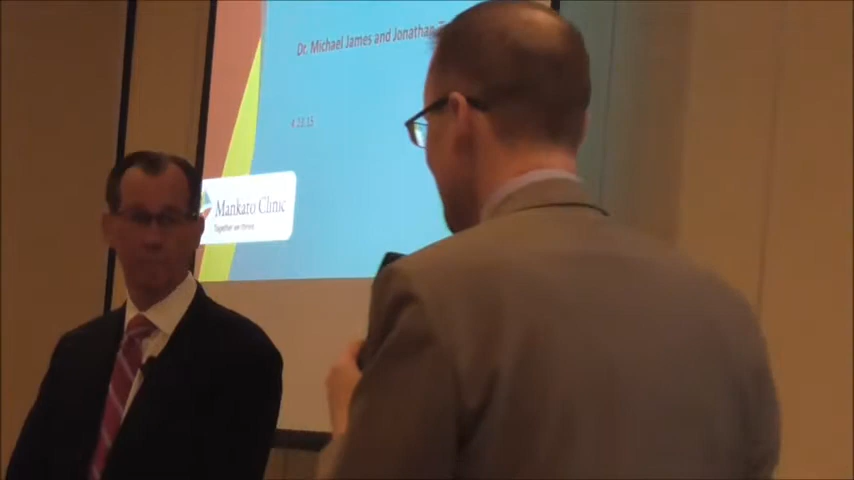 Dr. Michael James and Jonathan
4.23.15
Mankato Clinic
Together we thrive.